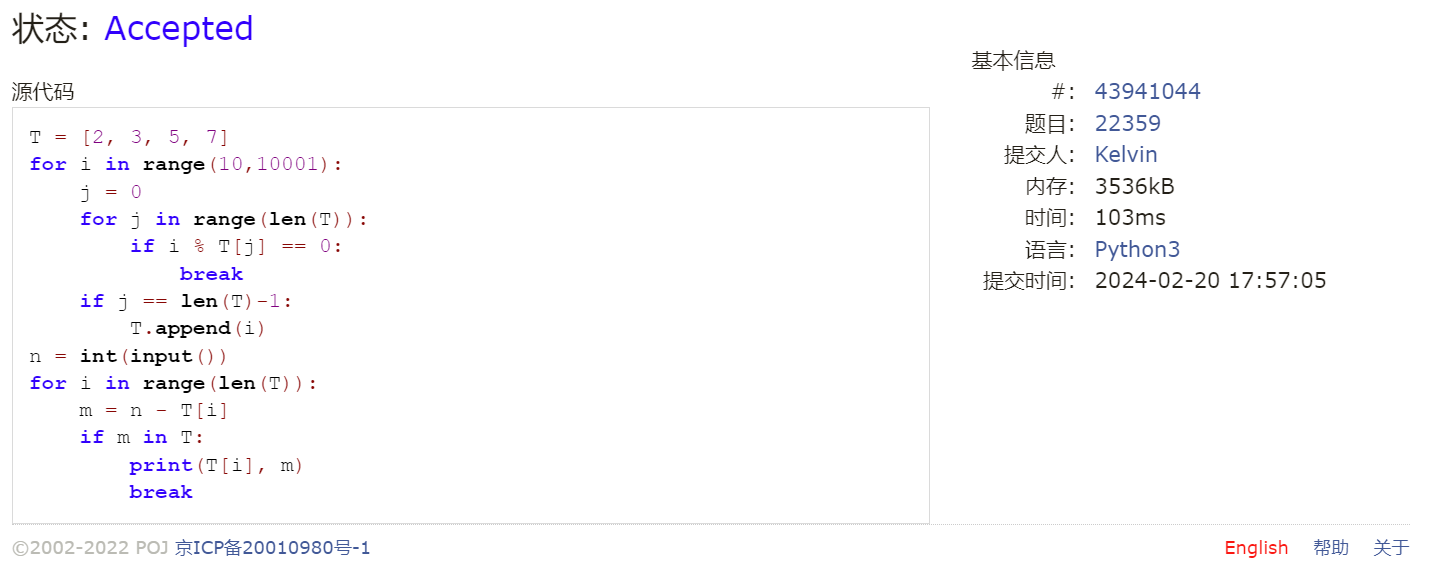 状态: Accepted
源代码
T = [2, 3, 5, 7]
for i in range(10,10001):
    j = 0
    for j in range(len(T)):
        if i % T[j] == 0:
            break
    if j == len(T)-1:
        T.append(i)
n = int(input())
for i in range(len(T)):
    m = n - T[i]
    if m in T:
        print(T[i], m)
        break
基本信息
#: 43941044
题目: 22359
提交人: Kelvin
内存: 3536kB
时间: 103ms
语言: Python3
提交时间: 2024-02-20 17:57:05
©2002-2022 POJ 京ICP备20010980号-1
English 帮助 关于